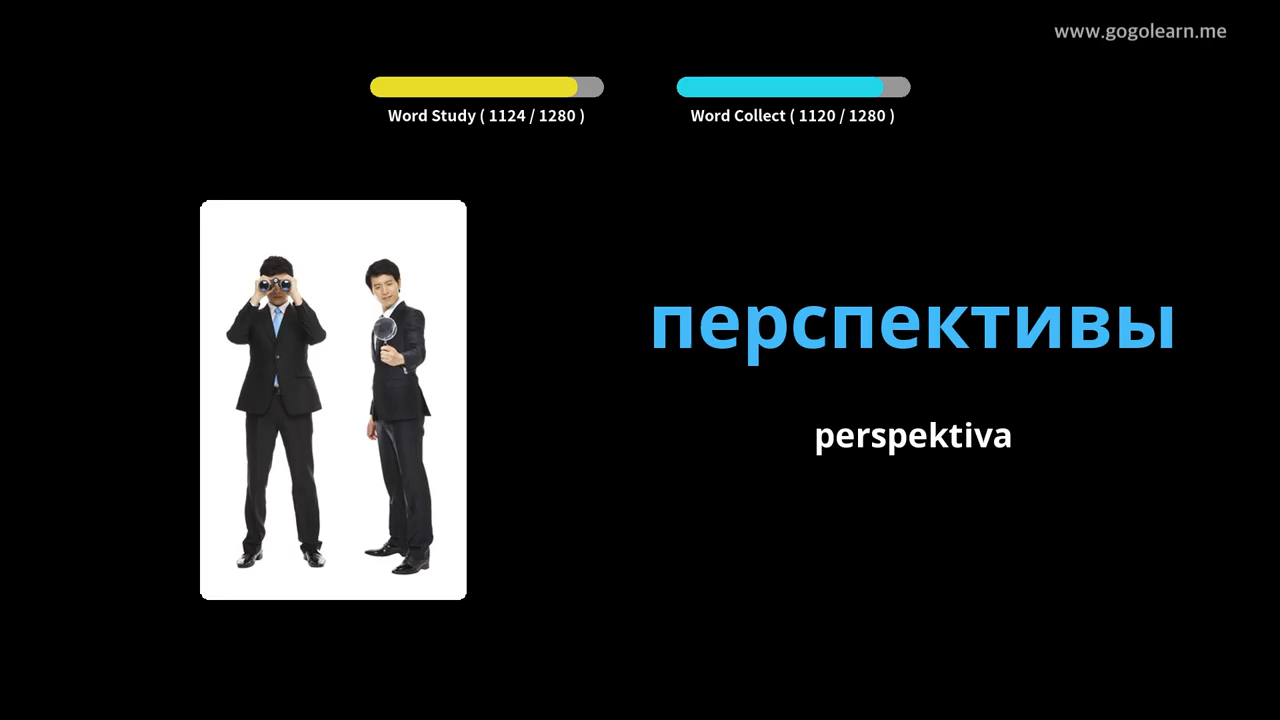 www.gogolearn.me
Word Study ( 1124 / 1280 )
Word Collect ( 1120 / 1280 )
перспективы
perspektiva